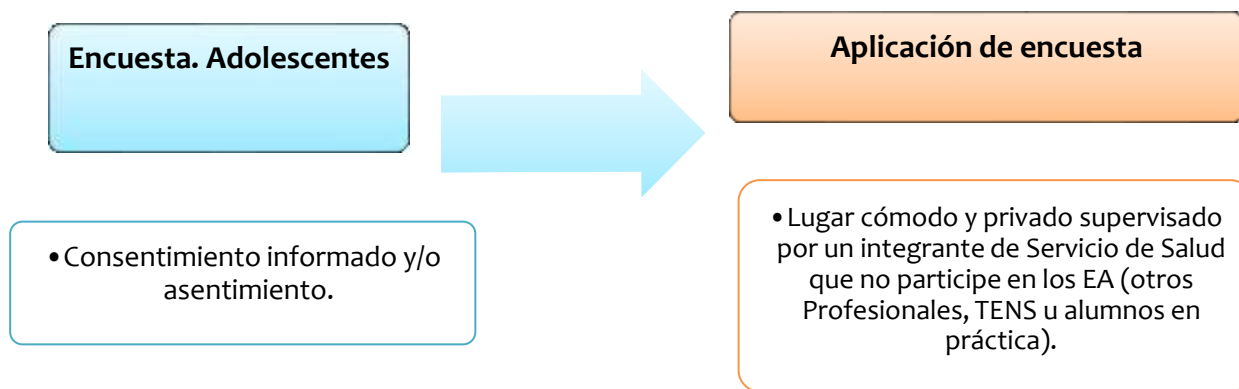 Encuesta. Adolescentes
•Consentimiento informado y/o
asentimiento.
Aplicación de encuesta
•Lugar cómodo y privado supervisado
por un integrante de Servicio de Salud
que no participe en los EA (otros
Profesionales, TENS u alumnos en
práctica).